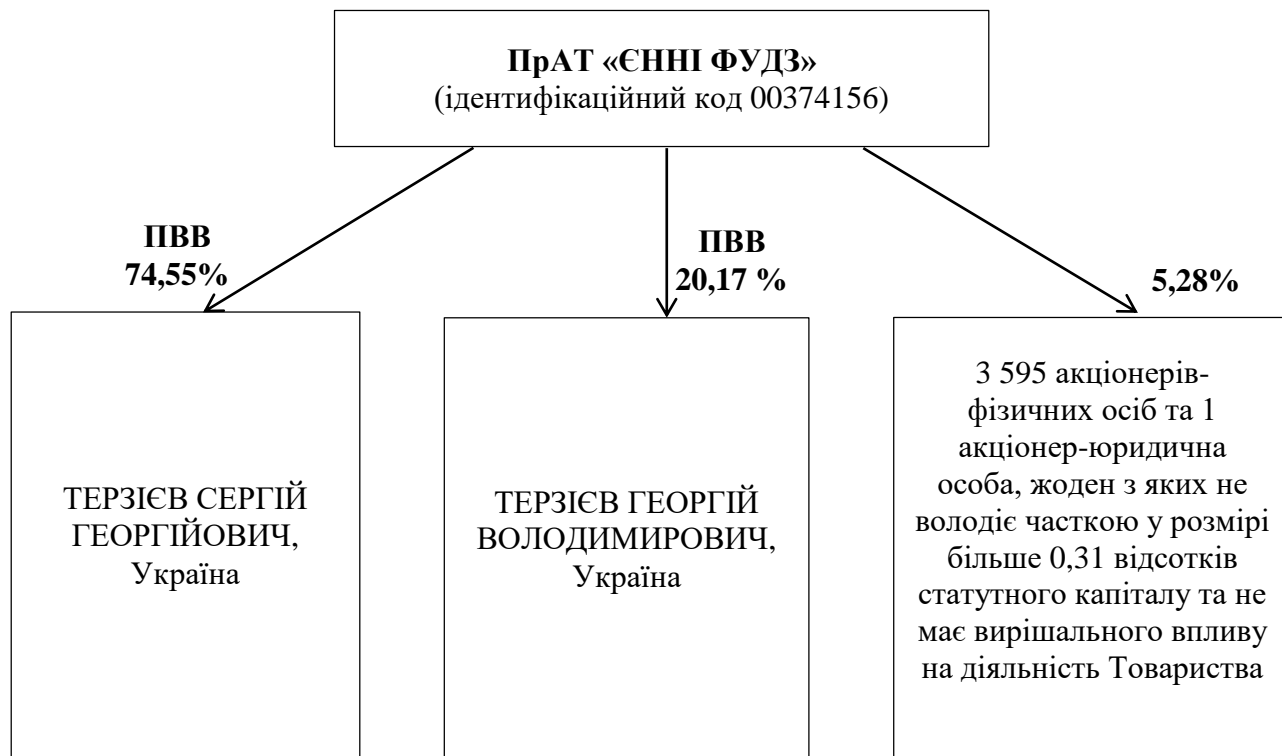 ПрАТ «ЄННІ ФУДЗ»
(ідентифікаційний код 00374156)
ПВВ
74,55%
ПВВ
20,17 %
5,28%
ТЕРЗІЄВ СЕРГІЙ
ГЕОРГІЙОВИЧ,
Україна
ТЕРЗІЄВ ГЕОРГІЙ
ВОЛОДИМИРОВИЧ,
Україна
3 595 акціонерів-
фізичних осіб та 1
акціонер-юридична
особа, жоден з яких не
володіє часткою у розмірі
більше 0,31 відсотків
статутного капіталу та не
має вирішального впливу
на діяльність Товариства